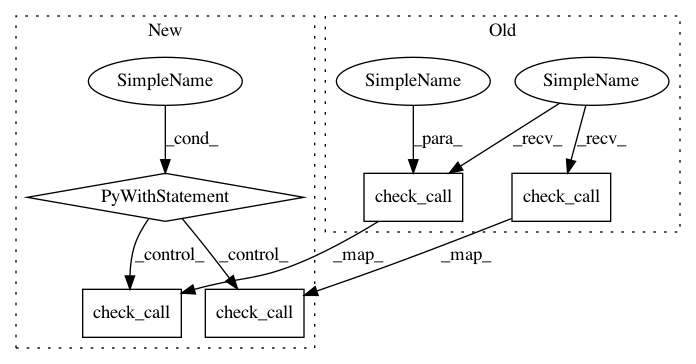 New
Old
SimpleName
SimpleName
SimpleName
_cond_
_para_
_recv_
_recv_
PyWithStatement
check_call
check_call
_control_
_control_
_map_
_map_
check_call
check_call